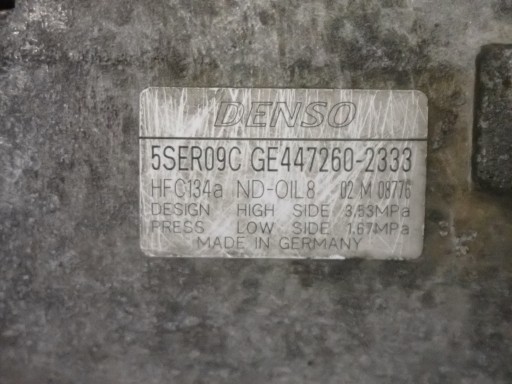 DENSO
5SER09C GE447260-2333
HFC134a ND-OIL8 02 M 08776
DESIGN HIGH SIDE 3.53MPa
PRESS LOW SIDE 1.67MPa
MADE IN GERMANY